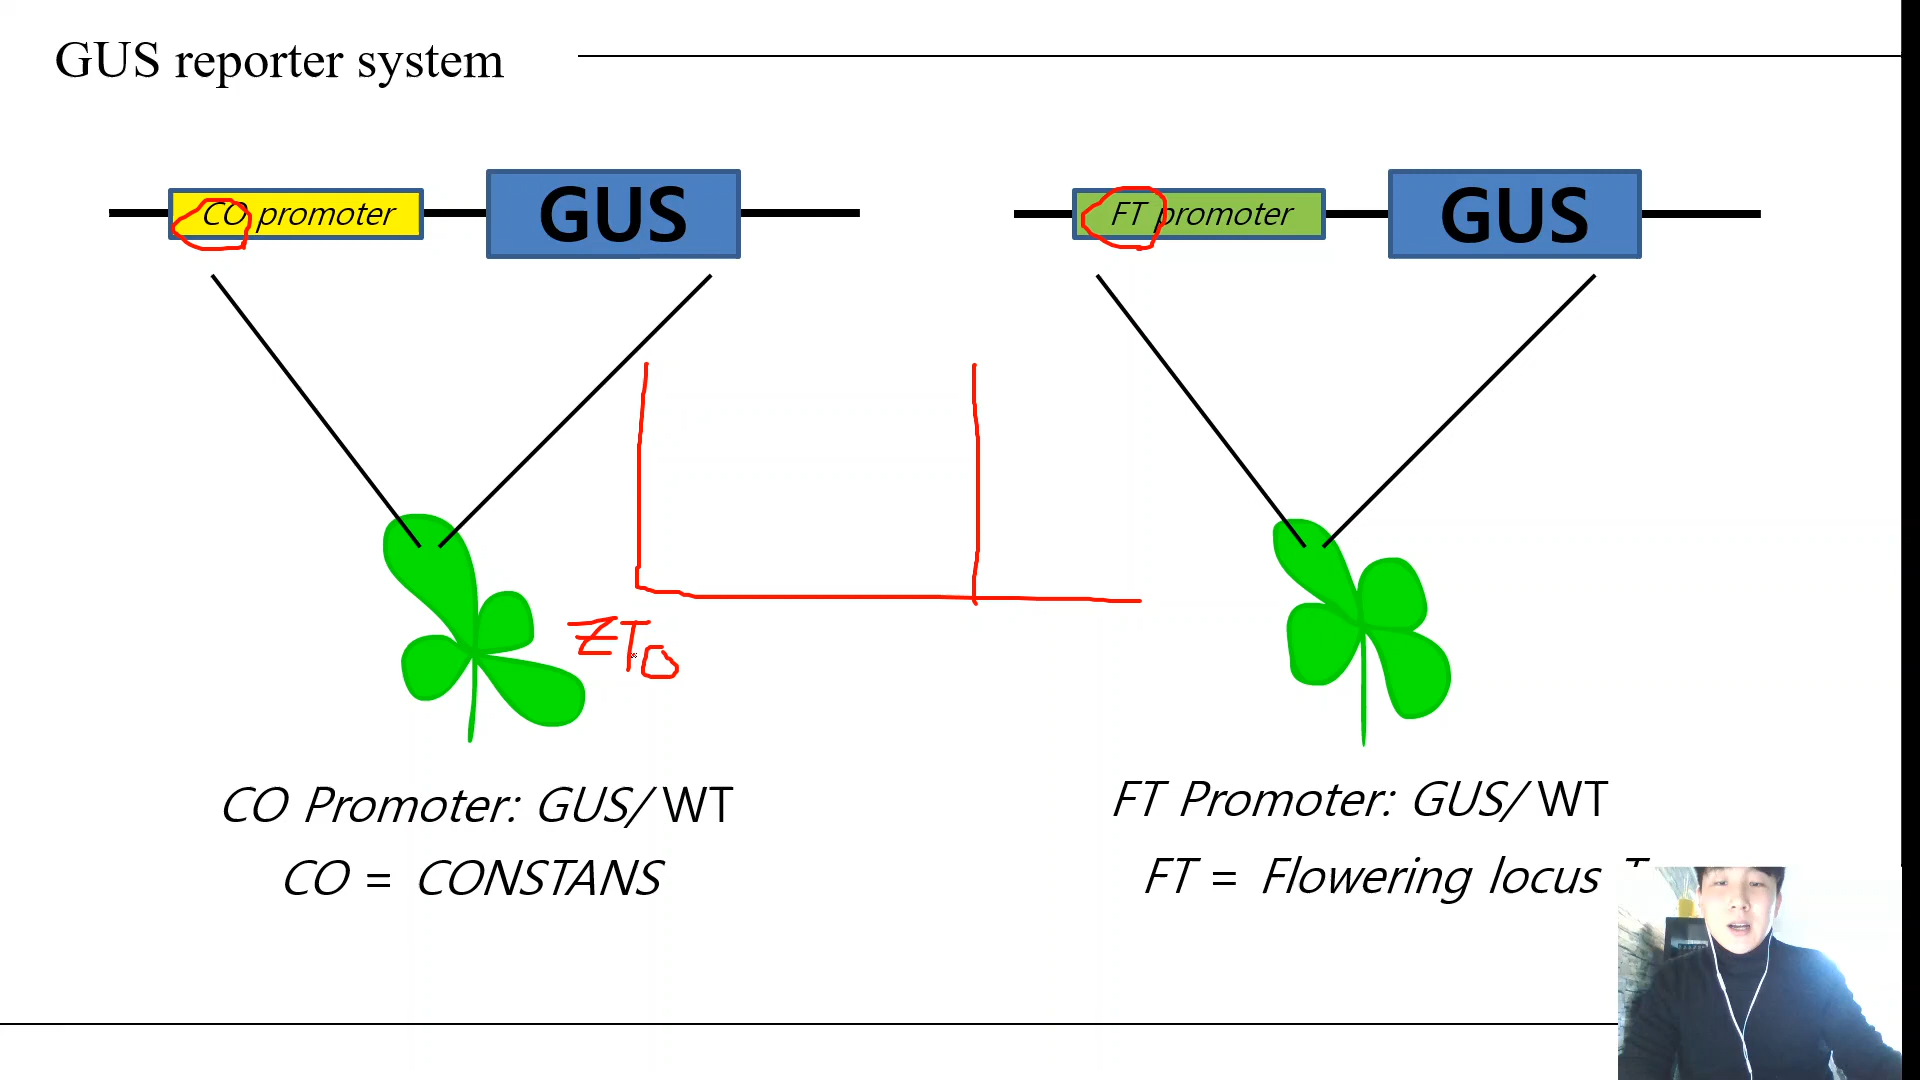 GUS reporter system
CO promoter
GUS
FT promoter
GUS
ZT0
CO Promoter: GUS/ WT
CO = CONSTANS
FT Promoter: GUS/ WT
FT = Flowering locus T